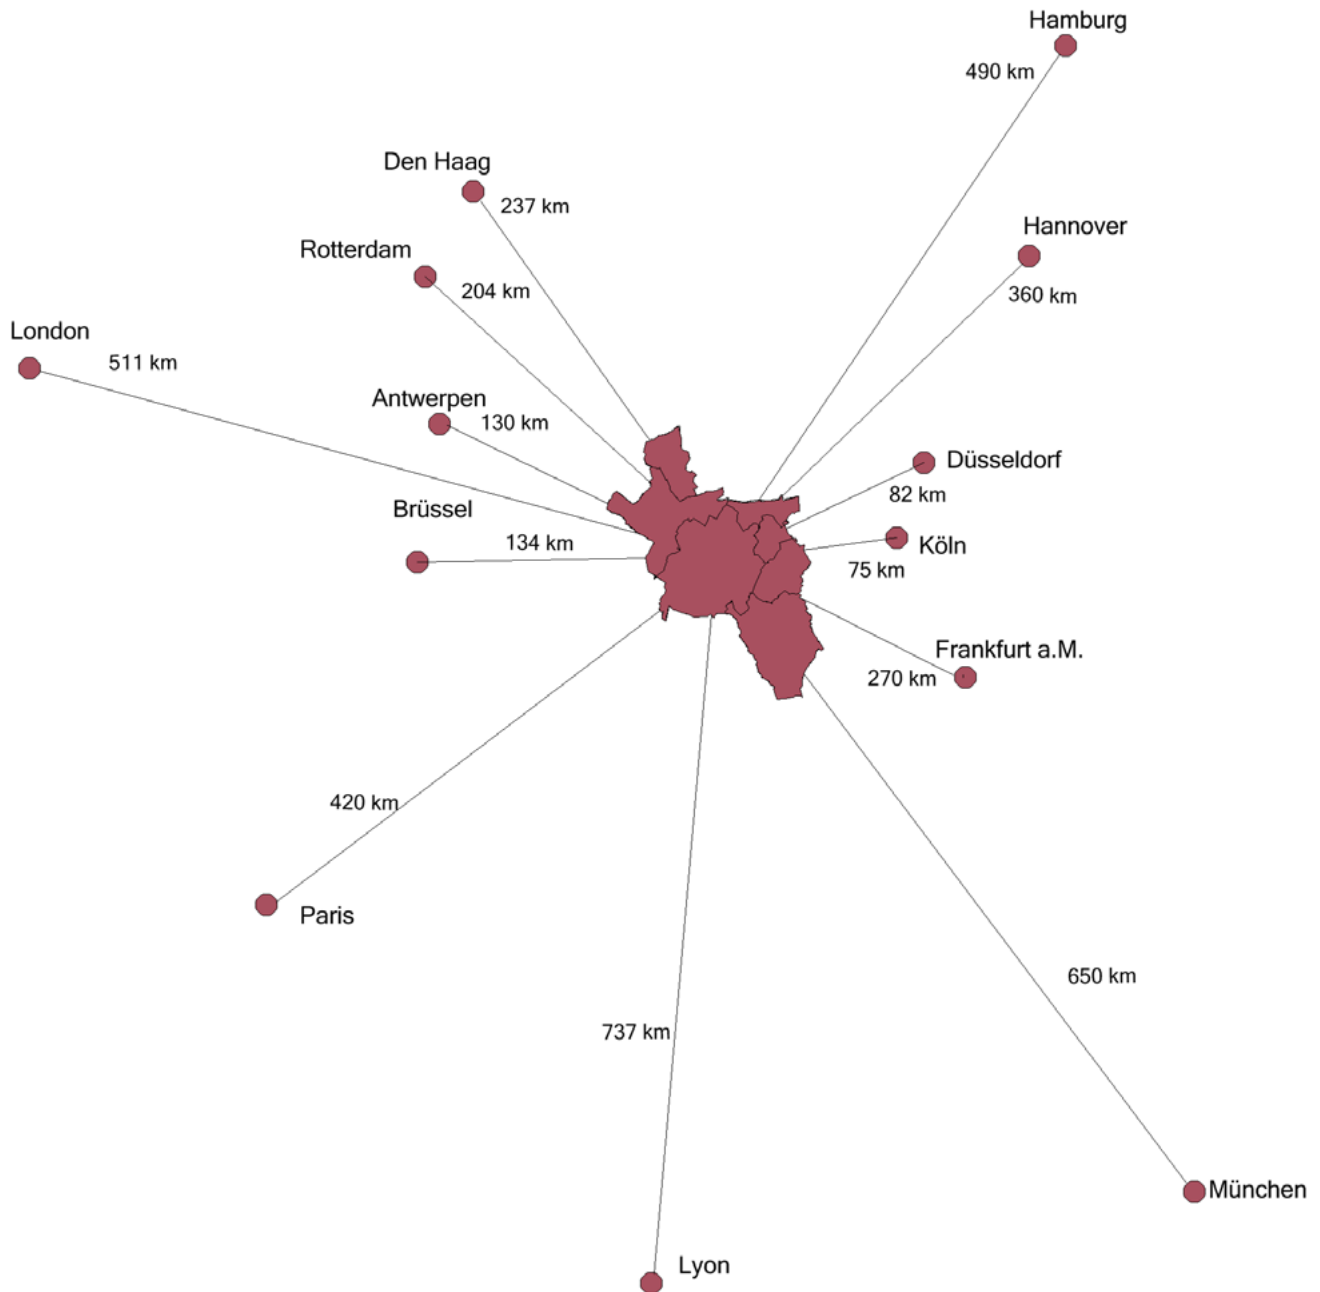 Hamburg
490 km
Den Haag
237 km
Hannover
Rotterdam
204 km
360 km
London
511 km
Antwerpen
130 km
Düsseldorf
82 km
Brüssel
134 km
Köln
75 km
Frankfurt a.M.
270 km
420 km
Paris
650 km
737 km
München
Lyon